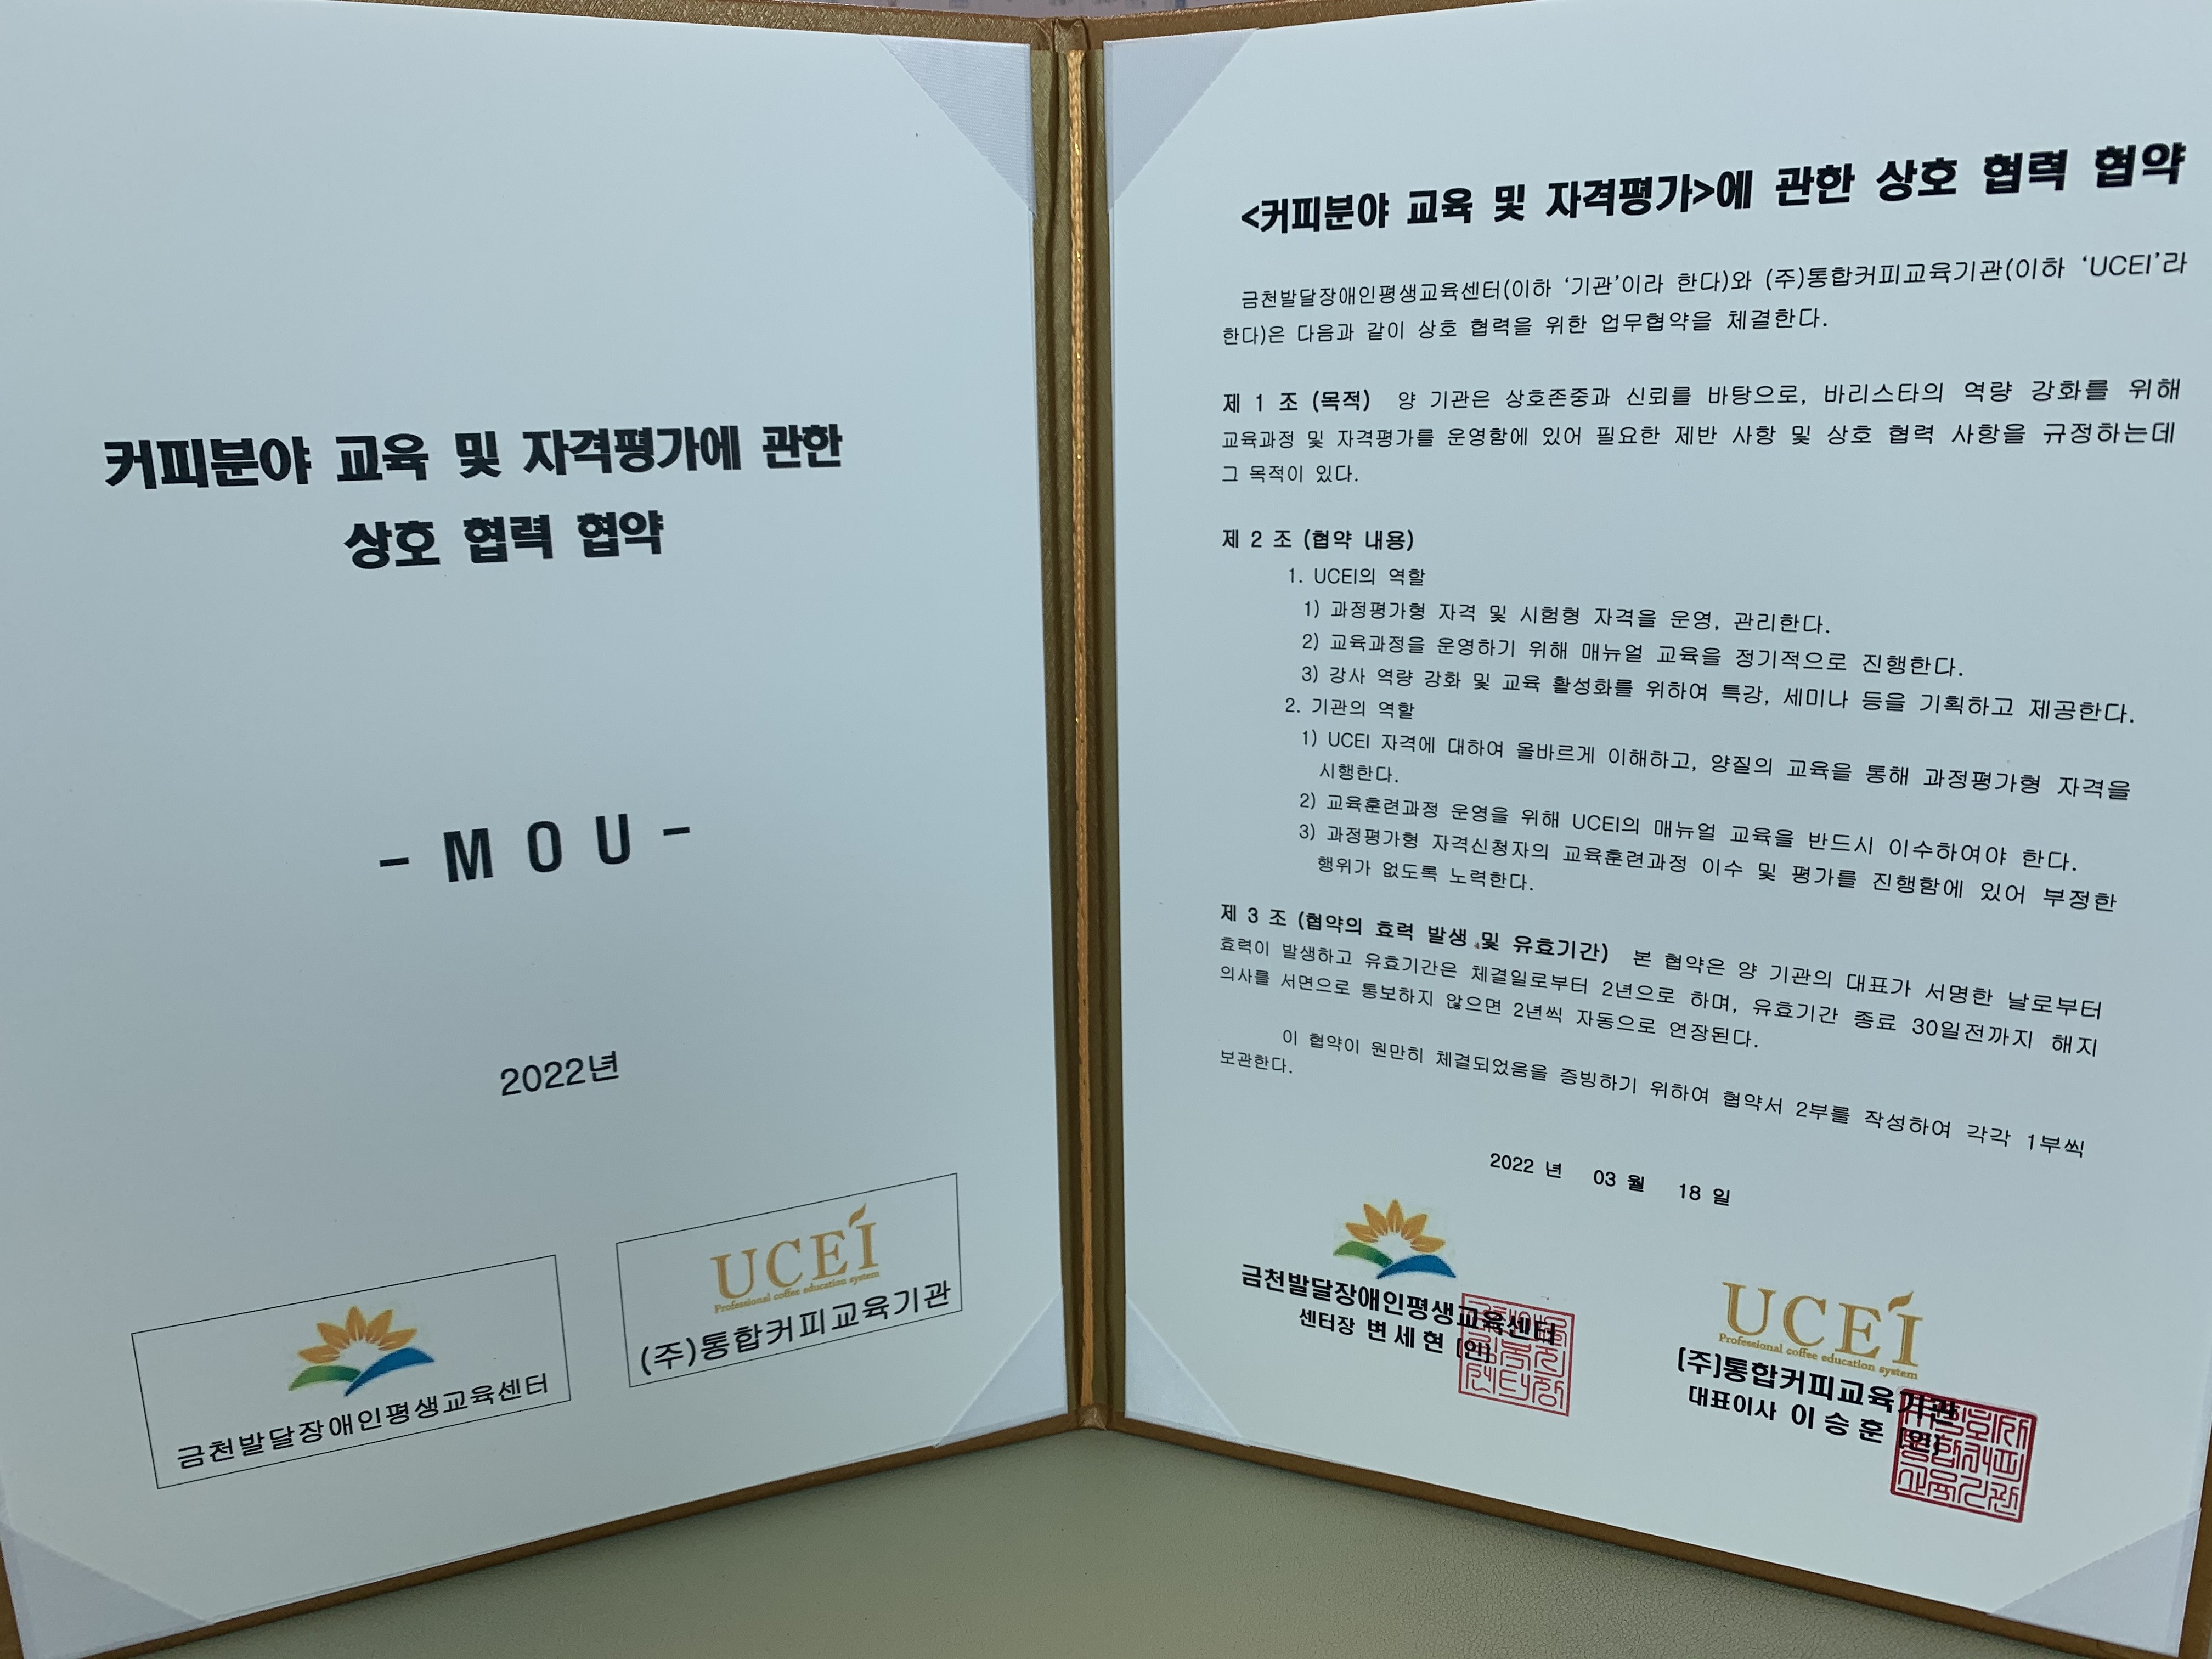 커피분야 교육 및 자격평가에 관한
상호 협력 협약
- M O U -
2022년
금천발달장애인평생교육센터
UCEI
Professional coffee education system
(주)통합커피교육기관
<커피분야 교육 및 자격평가>에 관한 상호 협력 협약
금천발달장애인평생교육센터(이하 ‘기관’이라 한다)와 (주)통합커피교육기관(이하 ‘UCEI’라
한다)은 다음과 같이 상호 협력을 위한 업무협약을 체결한다.
제 1 조 (목적) 양 기관은 상호존중과 신뢰를 바탕으로, 바리스타의 역량 강화를 위해
교육과정 및 자격평가를 운영함에 있어 필요한 제반 사항 및 상호 협력 사항을 규정하는데
그 목적이 있다.
제 2 조 (협약 내용)
1. UCEI의 역할
1) 과정평가형 자격 및 시험형 자격을 운영, 관리한다.
2) 교육과정을 운영하기 위해 매뉴얼 교육을 정기적으로 진행한다.
3) 강사 역량 강화 및 교육 활성화를 위하여 특강, 세미나 등을 기획하고 제공한다.
2. 기관의 역할
1) UCEI 자격에 대하여 올바르게 이해하고, 양질의 교육을 통해 과정평가형 자격을
시행한다.
2) 교육훈련과정 운영을 위해 UCEI의 매뉴얼 교육을 반드시 이수하여야 한다.
3) 과정평가형 자격신청자의 교육훈련과정 이수 및 평가를 진행함에 있어 부정한
행위가 없도록 노력한다.
제 3 조 (협약의 효력 발생 및 유효기간) 본 협약은 양 기관의 대표가 서명한 날로부터
효력이 발생하고 유효기간은 체결일로부터 2년으로 하며, 유효기간 종료 30일전까지 해지
의사를 서면으로 통보하지 않으면 2년씩 자동으로 연장된다.
이 협약이 원만히 체결되었음을 증빙하기 위하여 협약서 2부를 작성하여 각각 1부씩
보관한다.
2022 년 03 월 18 일
금천발달장애인평생교육센터
센터장 변 세 현 (인)
UCEI
Professional coffee education system
(주)통합커피교육기관
대표이사 이 승 훈 (인)